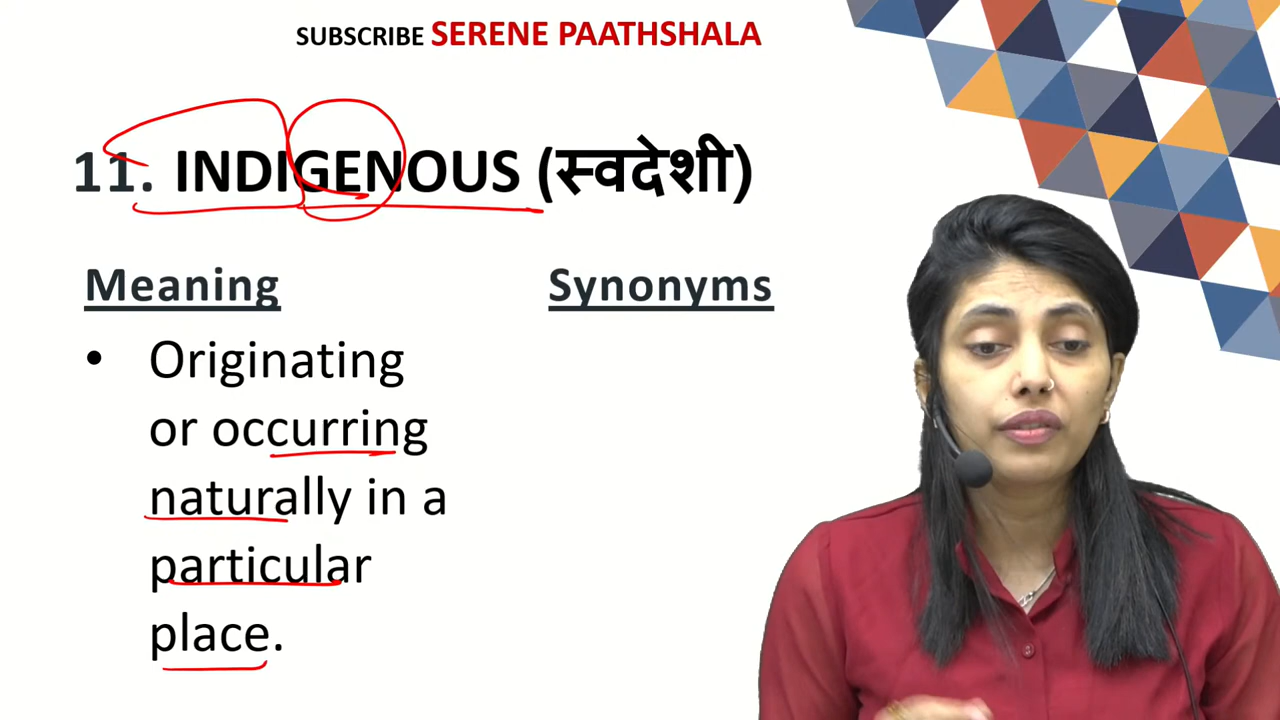 SUBSCRIBE SERENE PAATHSHALA
11. INDIGENOUS (स्वदेशी)
Meaning
Synonyms
• Originating
or occurring
naturally in a
particular
place.